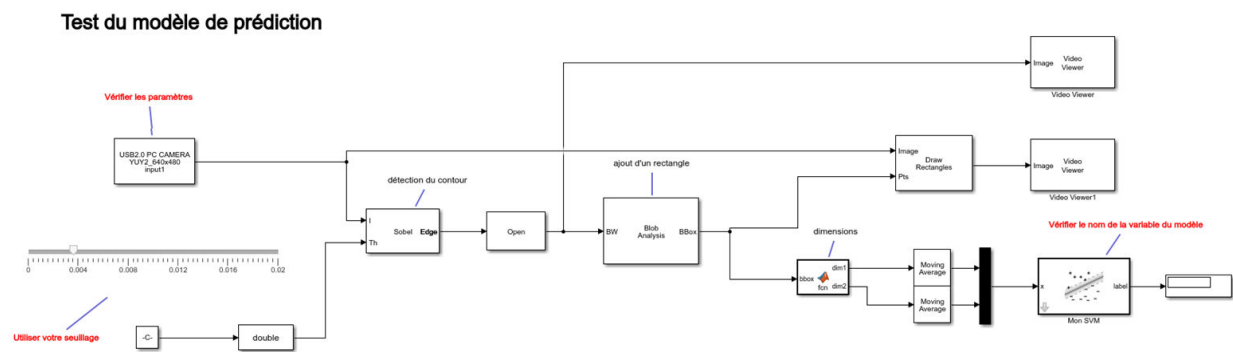 Test du modèle de prédiction
Vérifier les paramètres
USB2.0 PC CAMERA
YUY2_640x480
input1
Image
Video
Viewer
Video Viewer
ajout d'un rectangle
Image
Pts
Draw
Rectangles
Image
Video
Viewer
Video Viewer1
détection du contour
I
Th
Sobel
Edge
Open
BW
Blob
Analysis
BBox
dimensions
bbox
fcn
dim1
dim2
Moving
Average
Moving
Average
Vérifier le nom de la variable du modèle
x
label
Mon SVM
0
0.004
0.008
0.012
0.016
0.02
Utiliser votre seuillage
-C-
double